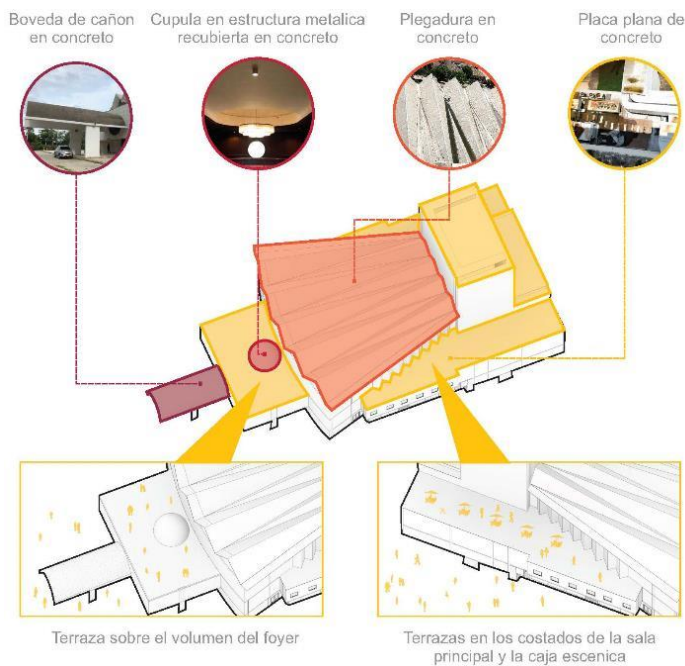 Boveda de cañon
en concreto
Cupula en estructura metalica
recubierta en concreto
Plegadura en
concreto
Placa plana de
concreto
Terraza sobre el volumen del foyer
Terrazas en los costados de la sala
principal y la caja escenica